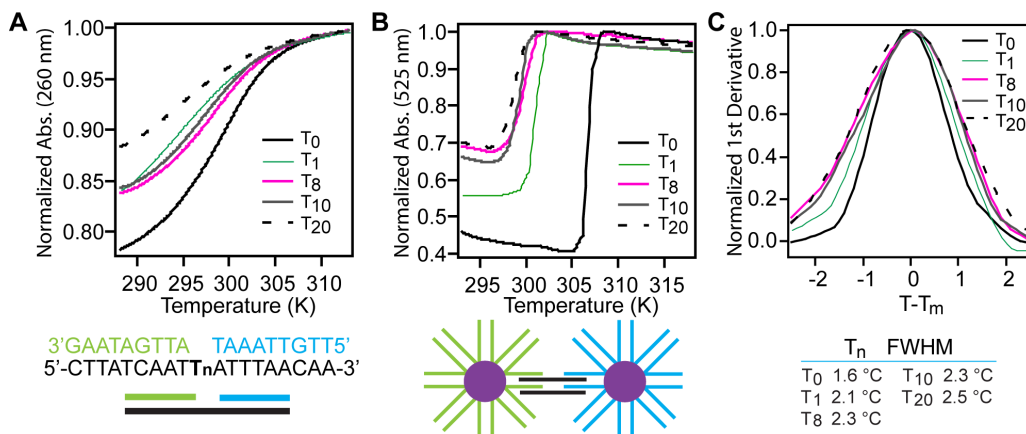 A
Normalized Abs. (260 nm)
1.00
0.95
0.90
0.85
0.80
T0
T1
T8
T10
T20
290 295 300 305 310
Temperature (K)
3'GAATAGTTA TAAATTGTT5'
5'-CTTATCAATTTnATTTAACAA-3'
B
Normalized Abs. (525 nm)
1.0
0.9
0.8
0.7
0.6
0.5
0.4
T0
T1
T8
T10
T20
295 300 305 310 315
Temperature (K)
C
Normalized 1st Derivative
1.0
0.8
0.6
0.4
0.2
0.0
T0
T1
T8
T10
T20
-2 -1 0 1 2
T-Tm
Tn FWHM
T0 1.6 °C T10 2.3 °C
T1 2.1 °C T20 2.5 °C
T8 2.3 °C